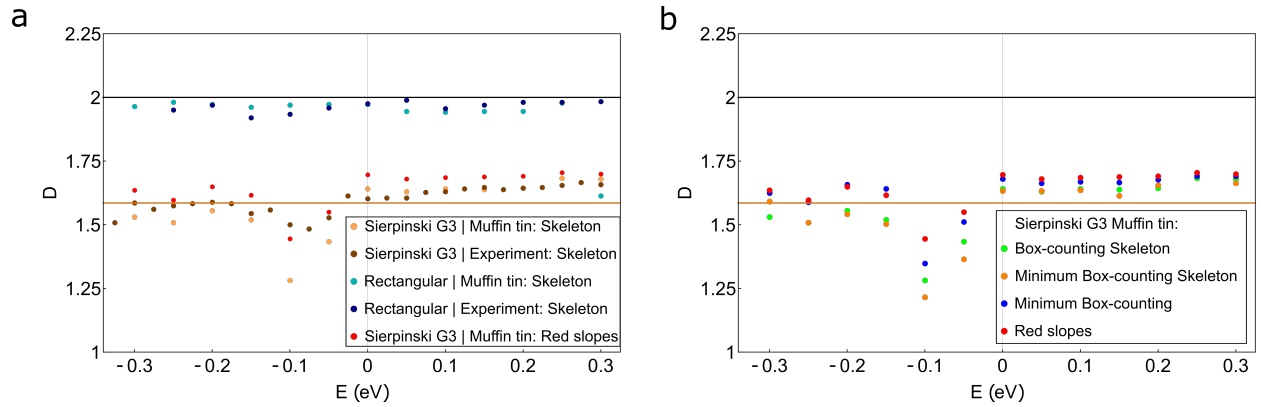 a
2.25
2
1.75
1.5
1.25
1
D
Sierpinski G3 | Muffin tin: Skeleton
Sierpinski G3 | Experiment: Skeleton
Rectangular | Muffin tin: Skeleton
Rectangular | Experiment: Skeleton
Sierpinski G3 | Muffin tin: Red slopes
-0.3 -0.2 -0.1 0 0.1 0.2 0.3
E (eV)
b
2.25
2
1.75
1.5
1.25
1
D
Sierpinski G3 Muffin tin:
Box-counting Skeleton
Minimum Box-counting Skeleton
Minimum Box-counting
Red slopes
-0.3 -0.2 -0.1 0 0.1 0.2 0.3
E (eV)